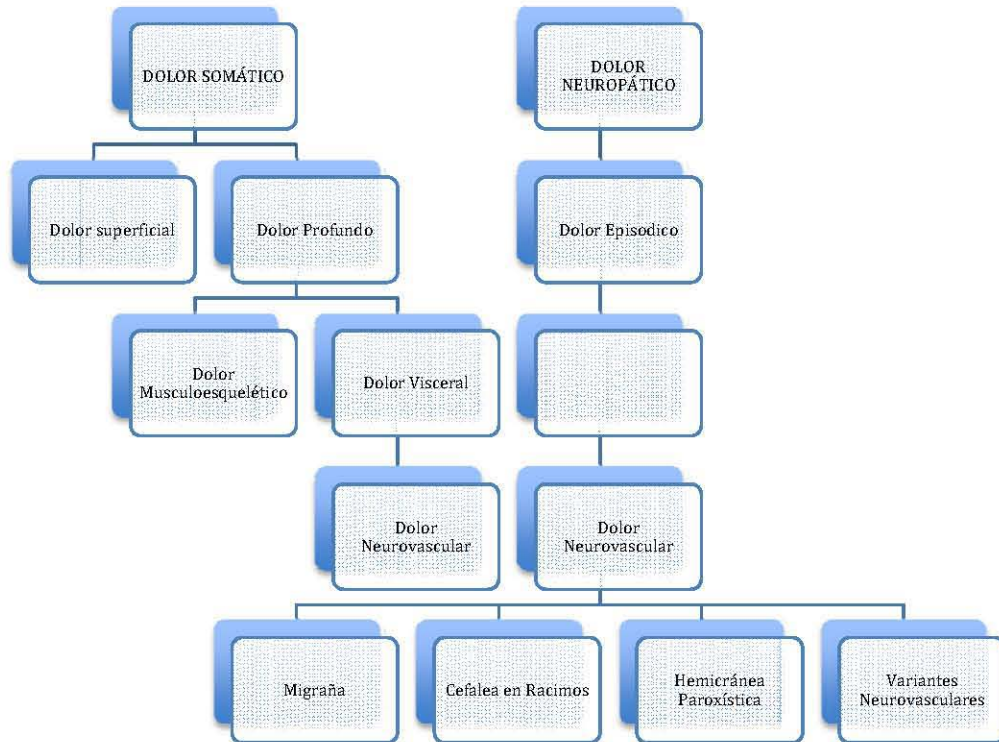 DOLOR SOMÁTICO
DOLOR
NEUROPÁTICO
Dolor superficial
Dolor Profundo
Dolor Episodico
Dolor
Musculoesquelético
Dolor Visceral
Dolor
Neurovascular
Dolor
Neurovascular
Migraña
Cefalea en Racimos
Hemicránea
Paroxística
Variantes
Neurovasculares